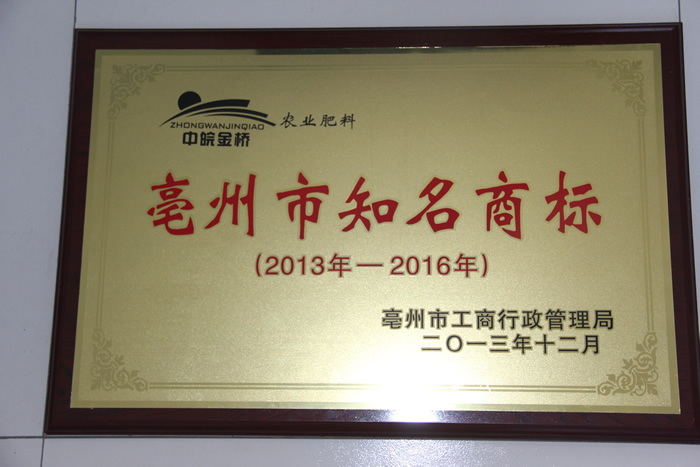 ZHONGWANJINQIAO
中皖金桥 农业肥料
亳州市知名商标
(2013年—2016年)
亳州市工商行政管理局
二〇一三年十二月